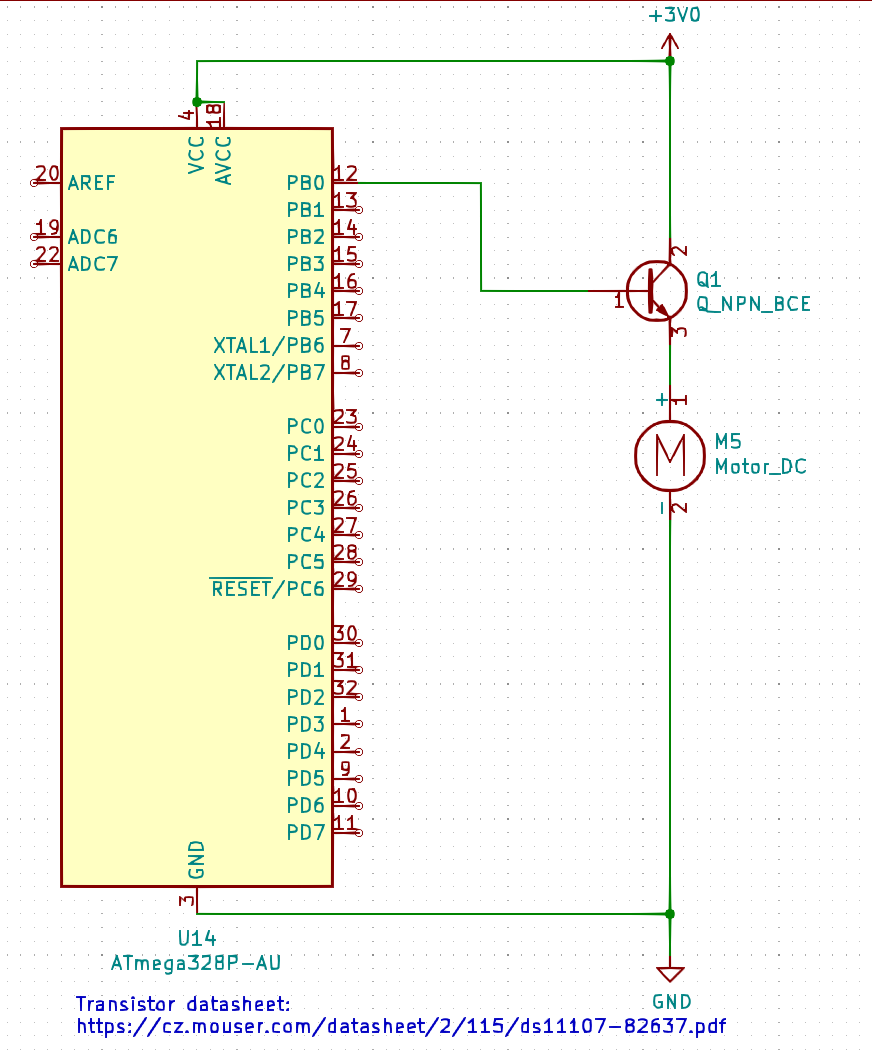 +3V0
4
18
VCC
AVCC
20
AREF
19
ADC6
22
ADC7
PB0
12
PB1
13
PB2
14
PB3
15
PB4
16
PB5
17
XTAL1/PB6
7
XTAL2/PB7
8
PC0
23
PC1
24
PC2
25
PC3
26
PC4
27
PC5
28
RESET/PC6
29
PD0
30
PD1
31
PD2
32
PD3
1
PD4
2
PD5
9
PD6
10
PD7
11
GND
3
U14
ATmega328P-AU
2
1
3
Q1
Q_NPN_BCE
+
1
M
M5
Motor_DC
-
2
GND
Transistor datasheet:
https://cz.mouser.com/datasheet/2/115/ds11107-82637.pdf